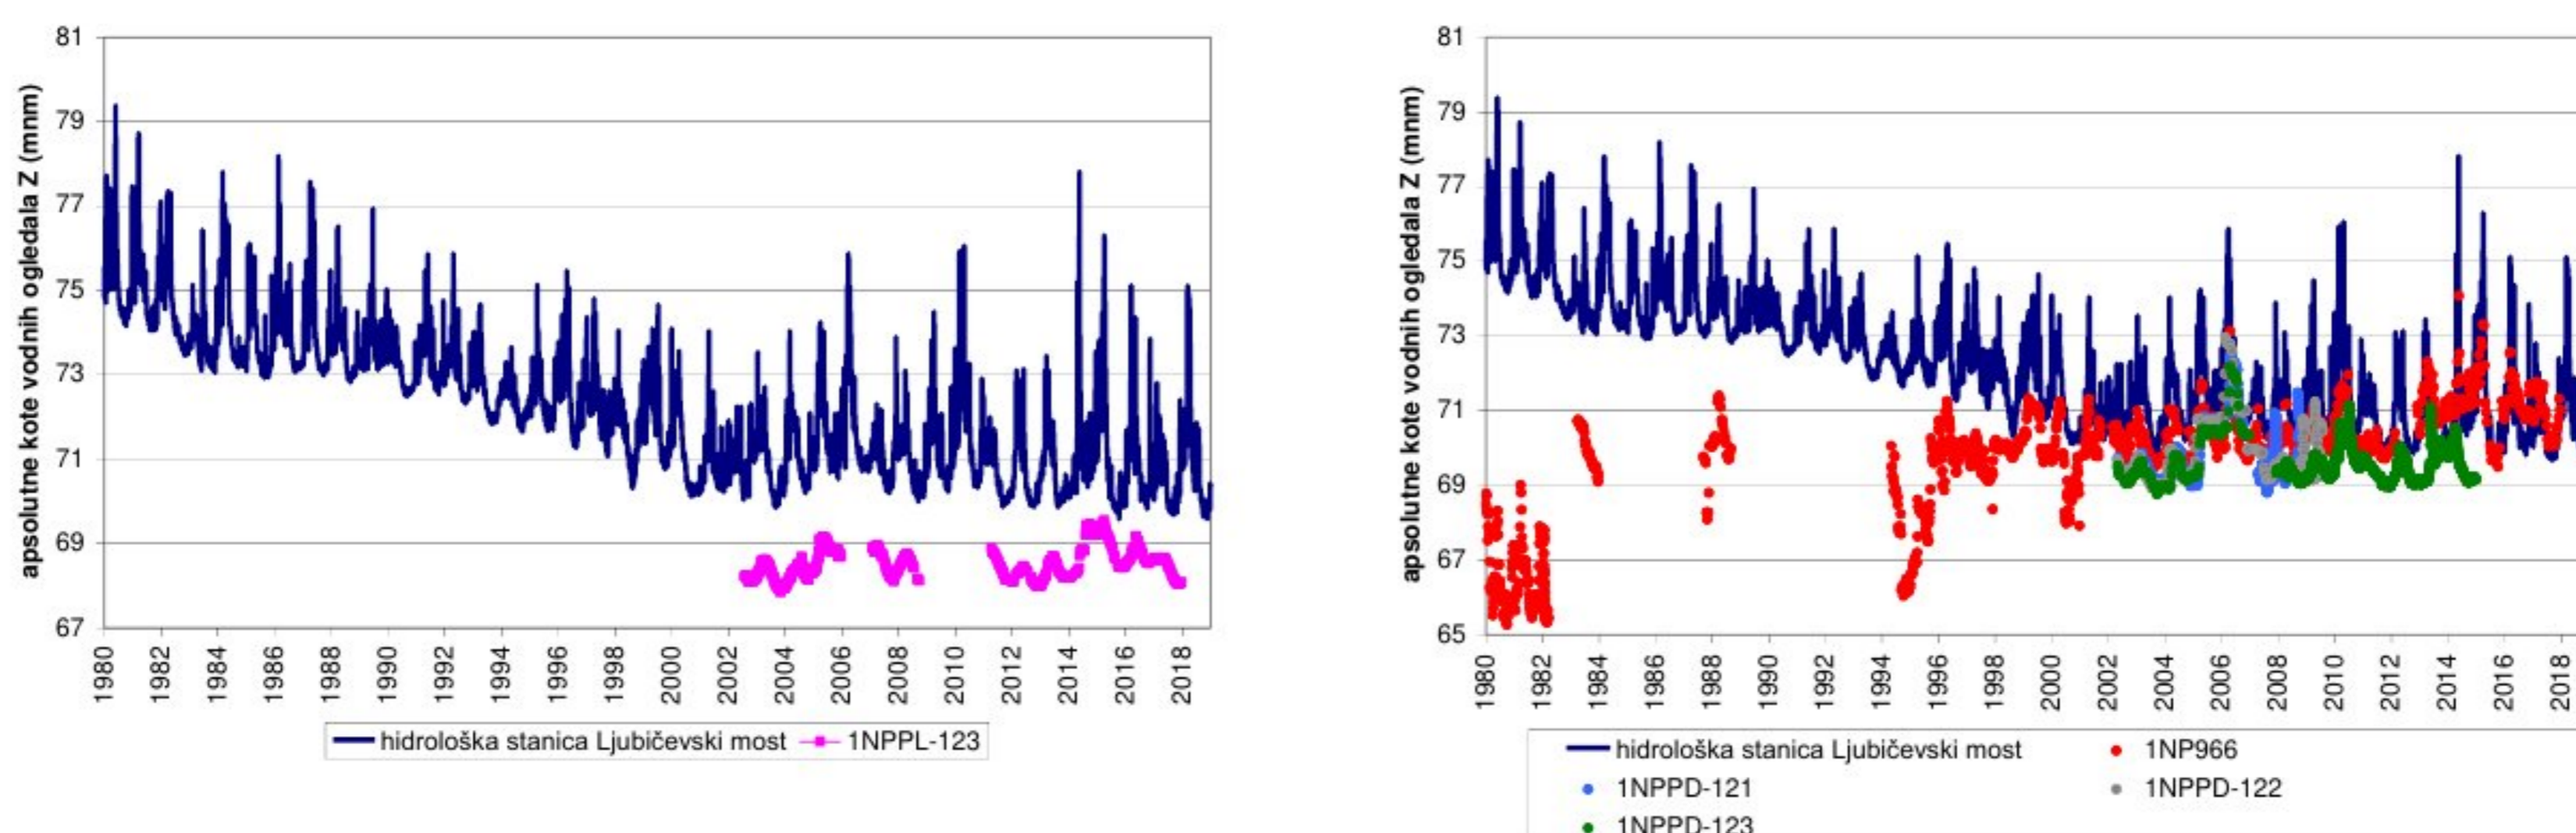 apsolutne kote vodnih ogledala Z (mnm)
81
79
77
75
73
71
69
67
1980 1982 1984 1986 1988 1990 1992 1994 1996 1998 2000 2002 2004 2006 2008 2010 2012 2014 2016 2018
hidrološka stanica Ljubičevski most 1NPPL-123
apsolutne kote vodnih ogledala Z (mnm)
81
79
77
75
73
71
69
67
65
1980 1982 1984 1986 1988 1990 1992 1994 1996 1998 2000 2002 2004 2006 2008 2010 2012 2014 2016 2018
hidrološka stanica Ljubičevski most 1NP966
1NPPD-121 1NPPD-122
1NPPD-123